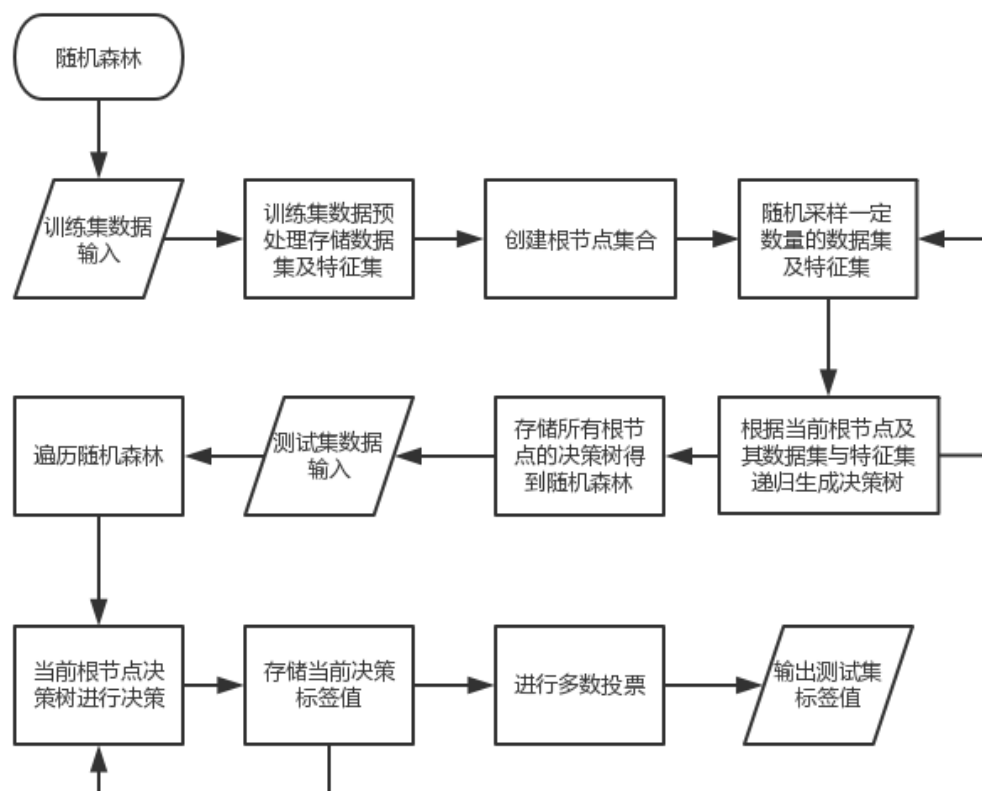 随机森林
训练集数据
输入
训练集数据预
处理存储数据
集及特征集
创建根节点集合
随机采样一定
数量的数据集
及特征集
根据当前根节点及
其数据集与特征集
递归生成决策树
存储所有根节
点的决策树得
到随机森林
测试集数据
输入
遍历随机森林
当前根节点决
策树进行决策
存储当前决策
标签值
进行多数投票
输出测试集
标签值